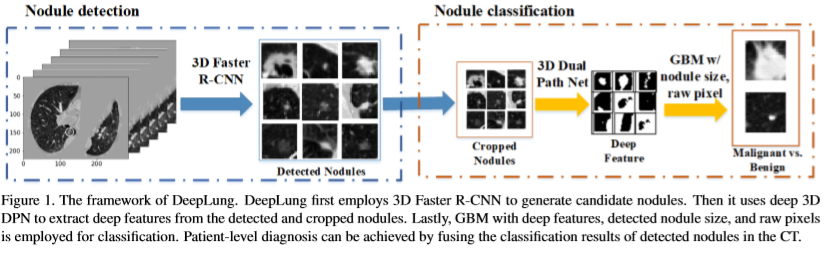 Nodule detection
Nodule classification
3D Faster
R-CNN
0
50
100
150
200
0
100
200
Detected Nodules
Cropped
Nodules
3D Dual
Path Net
Deep
Feature
GBM w/
nodule size,
raw pixel
Malignant vs.
Benign
Figure 1. The framework of DeepLung. DeepLung first employs 3D Faster R-CNN to generate candidate nodules. Then it uses deep 3D
DPN to extract deep features from the detected and cropped nodules. Lastly, GBM with deep features, detected nodule size, and raw pixels
is employed for classification. Patient-level diagnosis can be achieved by fusing the classification results of detected nodules in the CT.